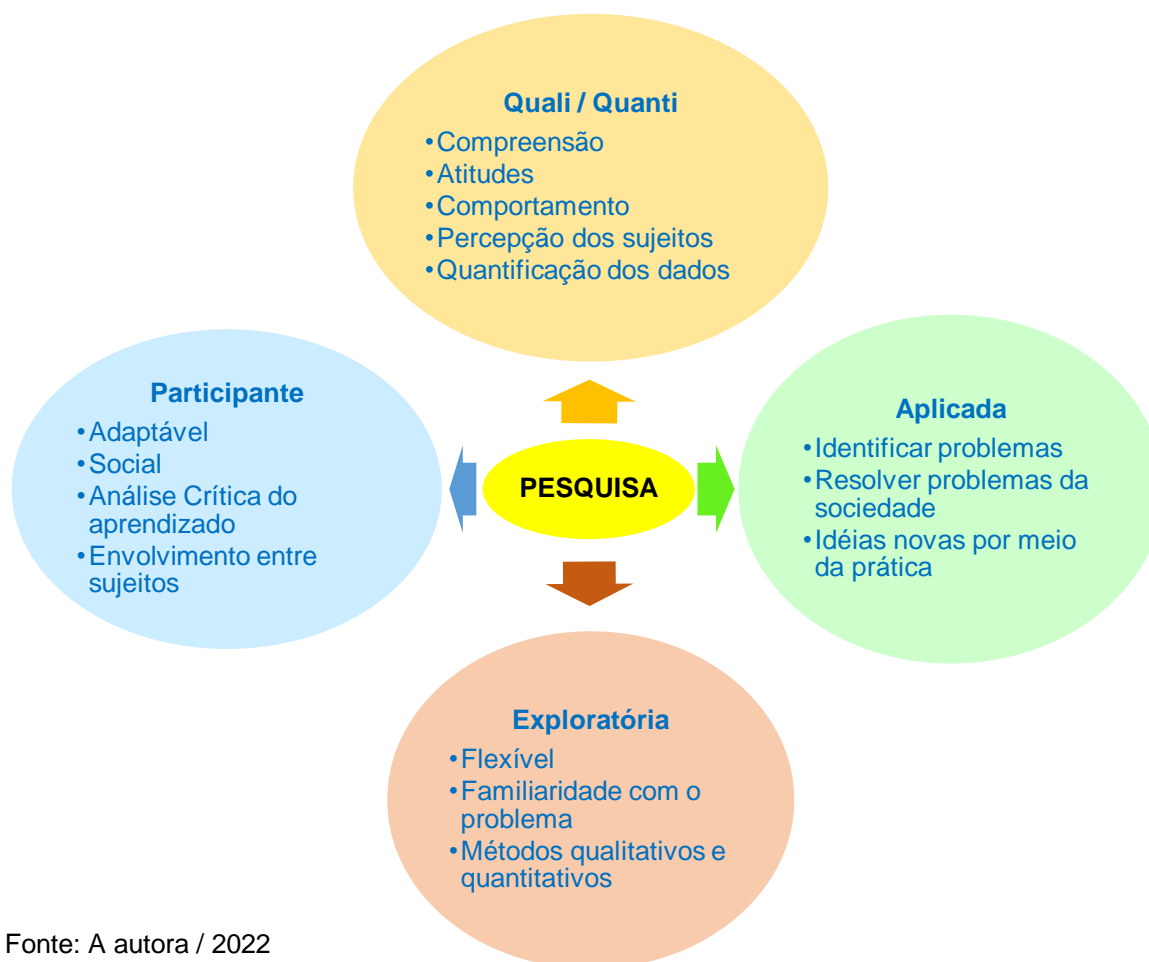 Quali / Quanti
•Compreensão
•Atitudes
•Comportamento
•Percepção dos sujeitos
•Quantificação dos dados
Participante
•Adaptável
•Social
•Análise Crítica do
aprendizado
•Envolvimento entre
sujeitos
PESQUISA
Aplicada
•Identificar problemas
•Resolver problemas da
sociedade
•Idéias novas por meio
da prática
Exploratória
•Flexível
•Familiaridade com o
problema
•Métodos qualitativos e
quantitativos
Fonte: A autora / 2022